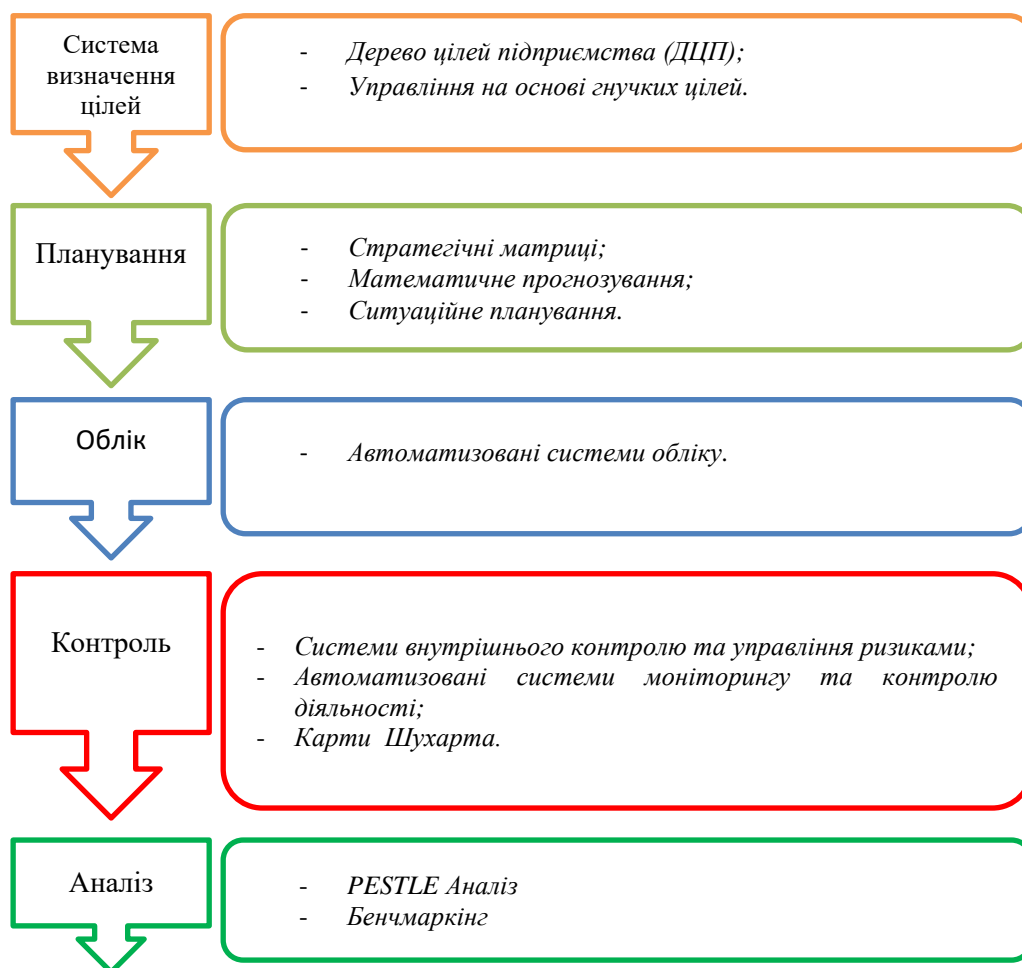 Система
визначення
цілей
- Дерево цілей підприємства (ДЦП);
- Управління на основі гнучких цілей.
Планування
- Стратегічні матриці;
- Математичне прогнозування;
- Ситуаційне планування.
Облік
- Автоматизовані системи обліку.
Контроль
- Системи внутрішнього контролю та управління ризиками;
- Автоматизовані системи моніторингу та контролю
діяльності;
- Карти Шухарта.
Аналіз
- PESTLE Аналіз
- Бенчмаркінг